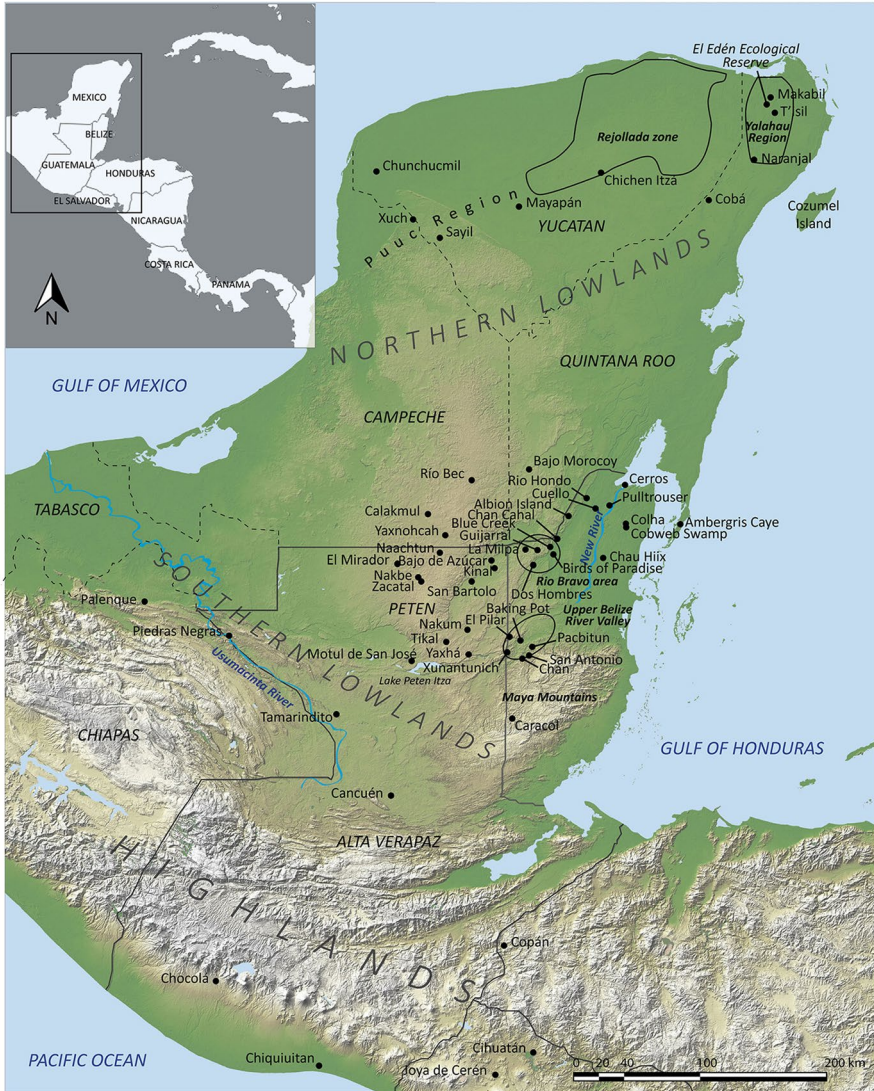 MEXICO
BELIZE
GUATEMALA
HONDURAS
EL SALVADOR
NICARAGUA
COSTA RICA
PANAMA
N
El Edén Ecological
Reserve
Makabil
T'isil
Yalahau
Region
Naranjal
Rejollada zone
Chunchucmil
Chichen Itzá
Xuch
Puuc Region
Mayapán
Cobá
Cozumel
Island
Sayil
YUCATAN
NORTHERN LOWLANDS
QUINTANA ROO
GULF OF MEXICO
CAMPECHE
Bajo Morocoy
Río Bec
Rio Hondo
Cerros
Cuello
Albion Island
Pulltrouser
TABASCO
Calakmul
Chan Cahal
Colha
Ambergris Caye
Yaxnohcah
Blue Creek
Cobweb Swamp
Guijarral
New River
Naachtun
La Milpa
Chau Hiix
El Mirador
Bajo de Azúcar
Birds of Paradise
Kinal
Nakbe
Rio Bravo area
Zacatal
San Bartolo
Dos Hombres
SOUTHERN LOWLANDS
Palenque
PETEN
Baking Pot
Upper Belize
River Valley
El Pilar
Nakum
Piedras Negras
Tikal
Pacbitun
Motul de San José
Yaxhá
San Antonio
Xunantunich
Chan
Usumacinta River
Lake Peten Itza
Maya Mountains
Tamarindito
Caracol
CHIAPAS
GULF OF HONDURAS
Cancuén
ALTA VERAPAZ
HIGHLANDS
Copán
Chocola
PACIFIC OCEAN
Chiquiuitan
Cihuatán
Joya de Cerén
0 20 40 100 200 km